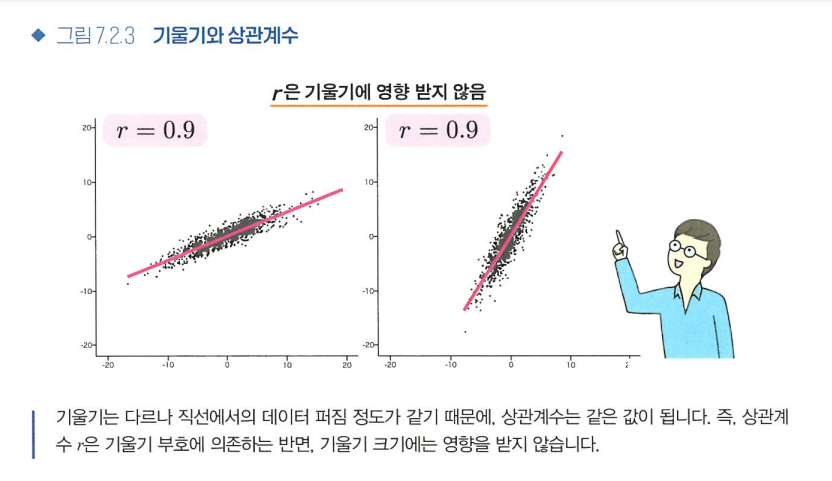 ◆ 그림 7.2.3 기울기와 상관계수
r은 기울기에 영향 받지 않음
r = 0.9
20
10
0
-10
-20
-20 -10 0 10 20
r = 0.9
20
10
0
-10
-20
-20 -10 0 10
기울기는 다르나 직선에서의 데이터 퍼짐 정도가 같기 때문에, 상관계수는 같은 값이 됩니다. 즉, 상관계
수 r은 기울기 부호에 의존하는 반면, 기울기 크기에는 영향을 받지 않습니다.